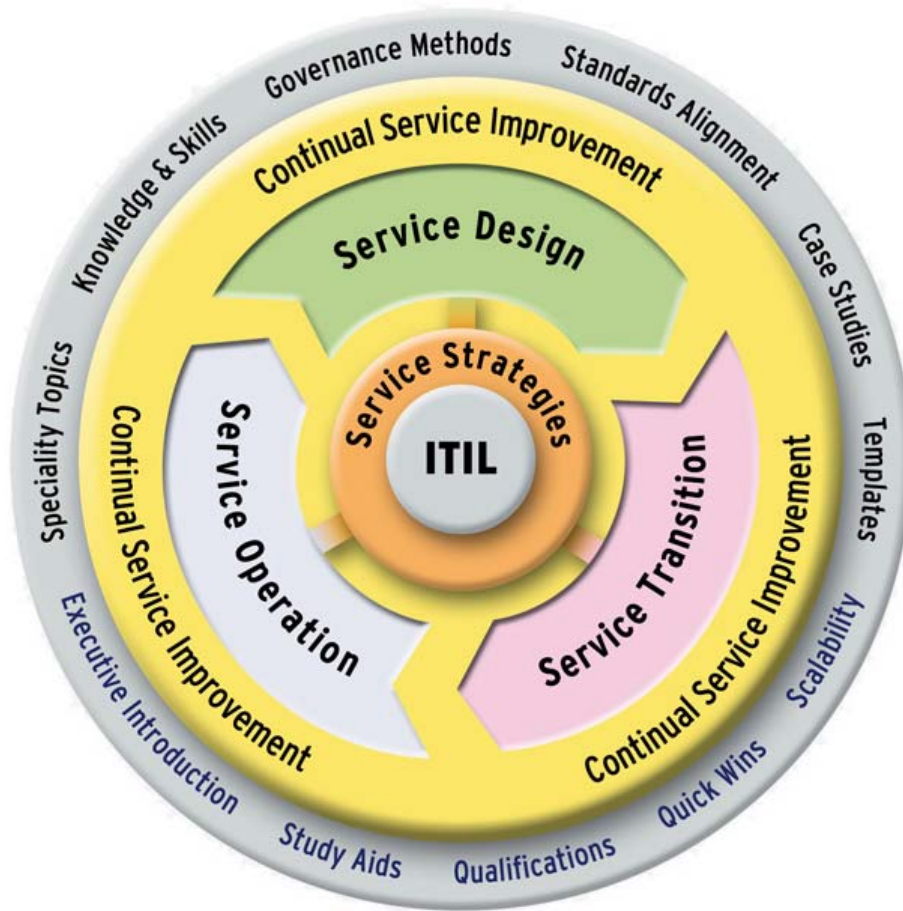 Governance Methods
Standards Alignment
Knowledge & Skills
Case Studies
Speciality Topics
Templates
Executive Introduction
Scalability
Study Aids
Qualifications
Quick Wins
Continual Service Improvement
Continual Service Improvement
Continual Service Improvement
Service Design
Service Operation
Service Transition
Service Strategies
ITIL